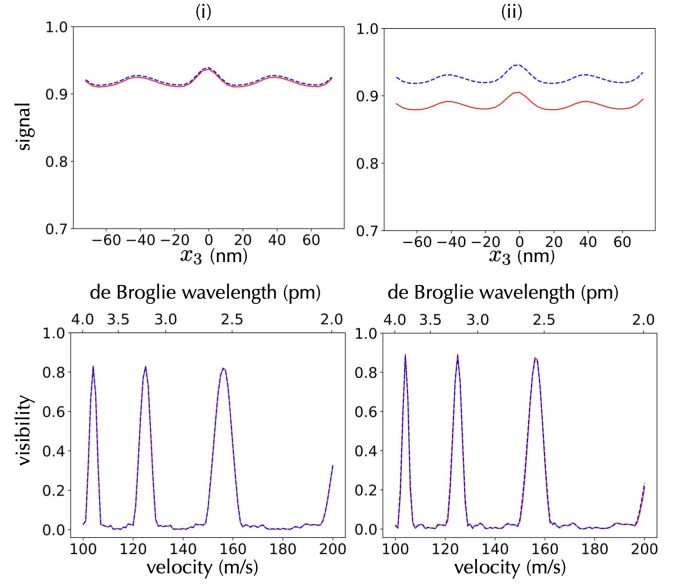 (i)
(ii)
signal
1.0
0.9
0.8
0.7
−60 −40 −20 0 20 40 60
x₃ (nm)
1.0
0.9
0.8
0.7
−60 −40 −20 0 20 40 60
x₃ (nm)
de Broglie wavelength (pm)
4.0 3.5 3.0 2.5 2.0
visibility
1.0
0.8
0.6
0.4
0.2
0.0
100 120 140 160 180 200
velocity (m/s)
de Broglie wavelength (pm)
4.0 3.5 3.0 2.5 2.0
1.0
0.8
0.6
0.4
0.2
0.0
100 120 140 160 180 200
velocity (m/s)